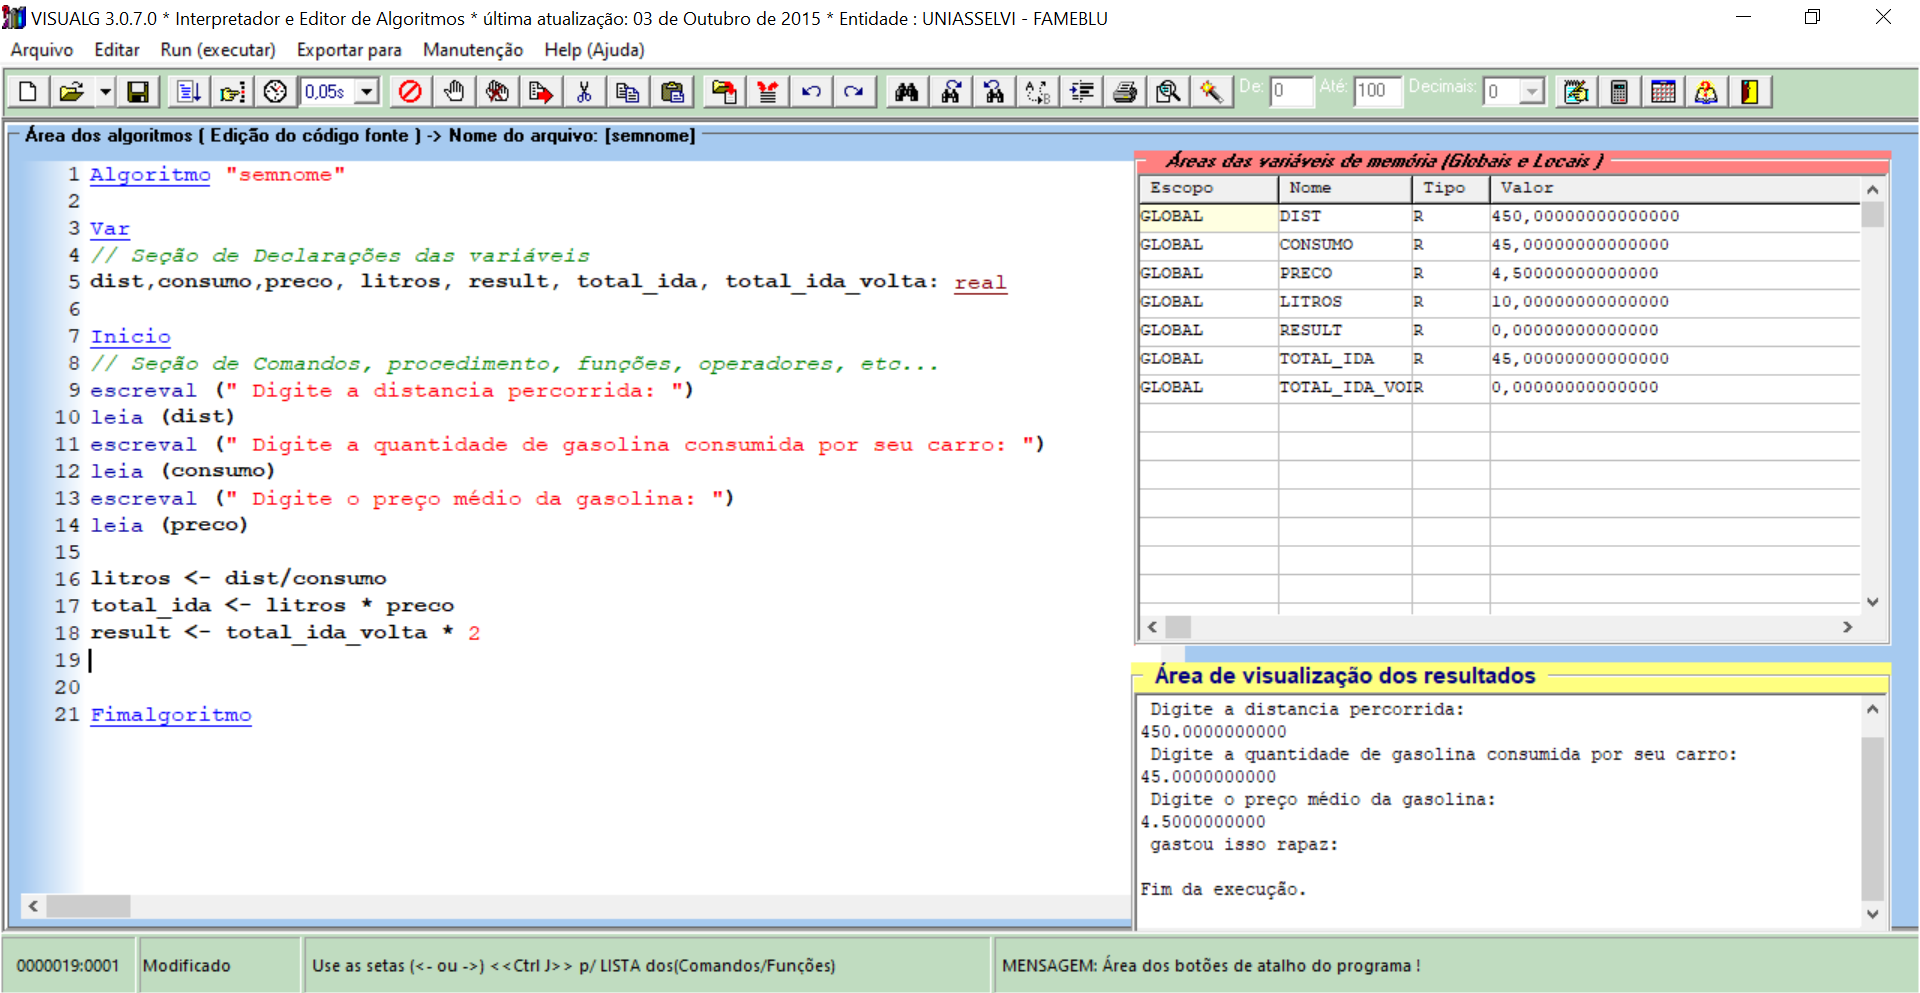 VISUALG 3.0.7.0 * Interpretador e Editor de Algoritmos * última atualização: 03 de Outubro de 2015 * Entidade : UNIASSELVI - FAMEBLU
Arquivo Editar Run (executar) Exportar para Manutenção Help (Ajuda)
0,05s De: 0 Até: 100 Decimais: 0
Área dos algoritmos ( Edição do código fonte ) -> Nome do arquivo: [semnome]
1 Algoritmo "semnome"
2
3 Var
4 // Seção de Declarações das variáveis
5 dist,consumo,preco, litros, result, total_ida, total_ida_volta: real
6
7 Inicio
8 // Seção de Comandos, procedimento, funções, operadores, etc...
9 escreval (" Digite a distancia percorrida: ")
10 leia (dist)
11 escreval (" Digite a quantidade de gasolina consumida por seu carro: ")
12 leia (consumo)
13 escreval (" Digite o preço médio da gasolina: ")
14 leia (preco)
15
16 litros <- dist/consumo
17 total_ida <- litros * preco
18 result <- total_ida_volta * 2
19
20
21 Fimalgoritmo
Áreas das variáveis de memória (Globais e Locais )
Escopo Nome Tipo Valor
GLOBAL DIST R 450,00000000000000
GLOBAL CONSUMO R 45,00000000000000
GLOBAL PRECO R 4,50000000000000
GLOBAL LITROS R 10,00000000000000
GLOBAL RESULT R 0,00000000000000
GLOBAL TOTAL_IDA R 45,00000000000000
GLOBAL TOTAL_IDA_VOI R 0,00000000000000
Área de visualização dos resultados
Digite a distancia percorrida:
450.0000000000
Digite a quantidade de gasolina consumida por seu carro:
45.0000000000
Digite o preço médio da gasolina:
4.5000000000
gastou isso rapaz:
Fim da execução.
0000019:0001 Modificado Use as setas (<- ou ->) <<Ctrl J>> p/ LISTA dos(Comandos/Funções) MENSAGEM: Área dos botões de atalho do programa !